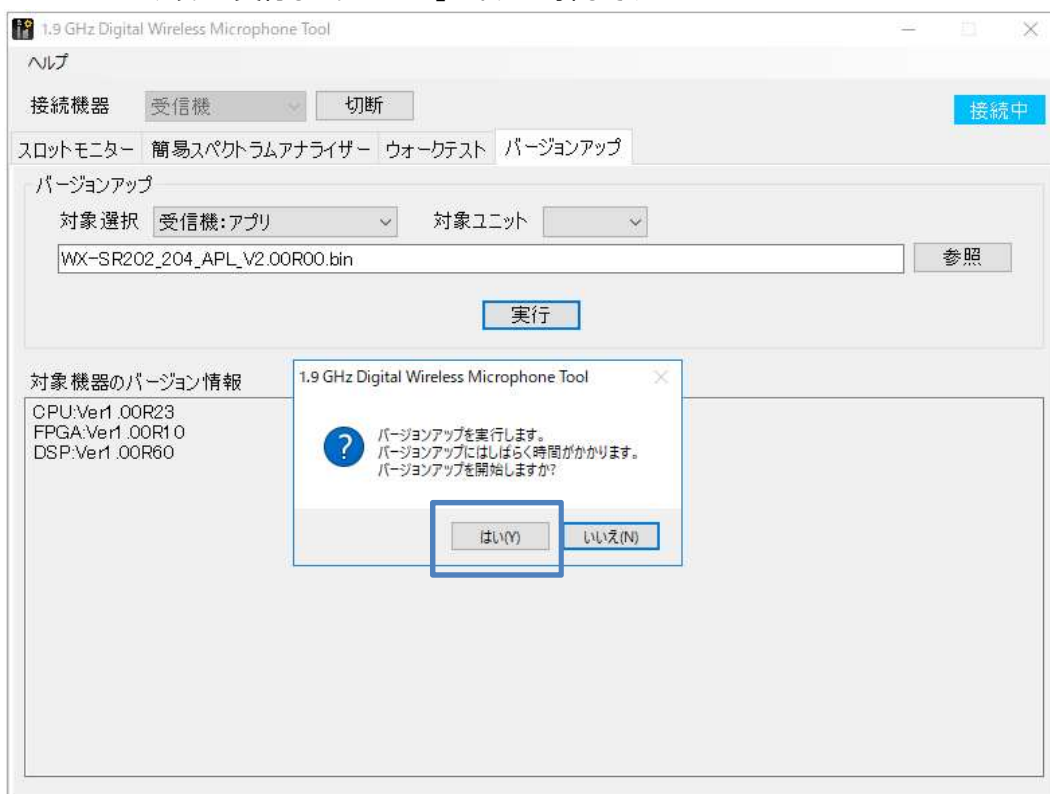 1.9 GHz Digital Wireless Microphone Tool
ヘルプ
接続機器 受信機 切断 接続中
スロットモニター 簡易スペクトラムアナライザー ウォークテスト バージョンアップ
バージョンアップ
対象選択 受信機:アプリ 対象ユニット
WX-SR202_204_APL_V2.00R00.bin 参照
実行
対象機器のバージョン情報
CPU:Ver1.00R23
FPGA:Ver1.00R10
DSP:Ver1.00R60
1.9 GHz Digital Wireless Microphone Tool
バージョンアップを実行します。
バージョンアップにはしばらく時間がかかります。
バージョンアップを開始しますか?
はい(Y) いいえ(N)